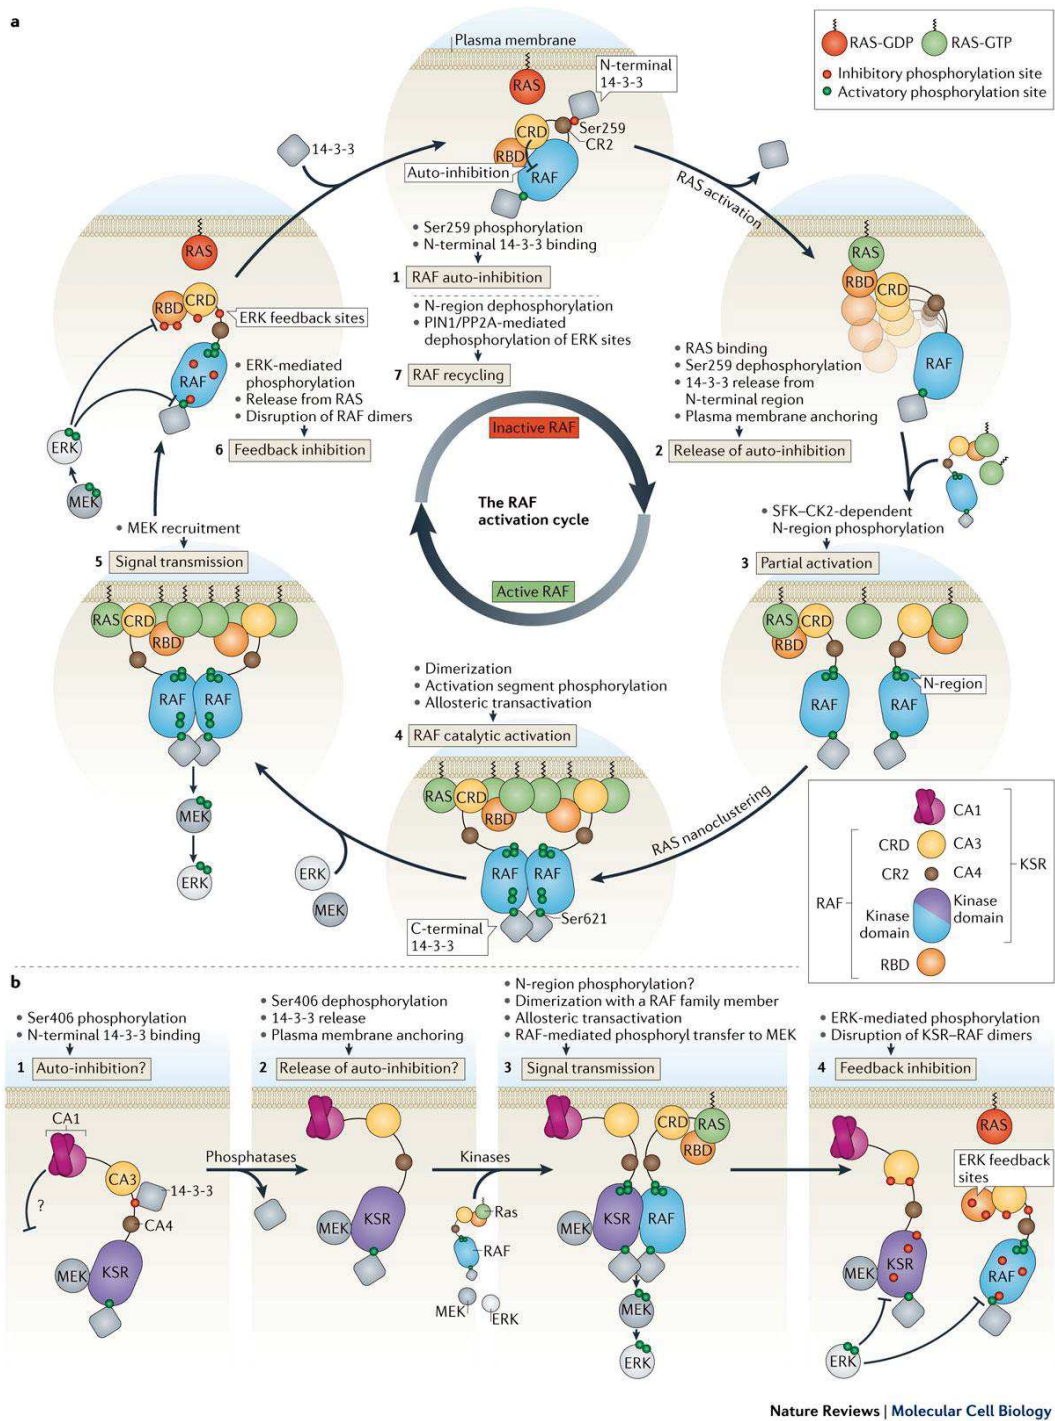 a
Plasma membrane
RAS
N-terminal
14-3-3
CRD
Ser259
CR2
RBD
Auto-inhibition
RAF
RAS-GDP
RAS-GTP
Inhibitory phosphorylation site
Activatory phosphorylation site
14-3-3
RAS activation
• Ser259 phosphorylation
• N-terminal 14-3-3 binding
1 RAF auto-inhibition
• N-region dephosphorylation
• PIN1/PP2A-mediated
dephosphorylation of ERK sites
7 RAF recycling
RAS
RBD
CRD
• RAS binding
• Ser259 dephosphorylation
• 14-3-3 release from
N-terminal region
• Plasma membrane anchoring
2 Release of auto-inhibition
RAF
RAS
RBD
CRD
ERK feedback sites
RAF
• ERK-mediated
phosphorylation
• Release from RAS
• Disruption of RAF dimers
6 Feedback inhibition
ERK
MEK
Inactive RAF
The RAF
activation cycle
Active RAF
• SFK–CK2-dependent
N-region phosphorylation
3 Partial activation
RAS
CRD
RBD
RAF
RAF
N-region
• MEK recruitment
5 Signal transmission
RAS
CRD
RBD
RAF
RAF
MEK
ERK
• Dimerization
• Activation segment phosphorylation
• Allosteric transactivation
4 RAF catalytic activation
RAS
CRD
RBD
RAF
RAF
Ser621
C-terminal
14-3-3
RAS nanoclustering
ERK
MEK
CA1
CRD
CA3
CR2
CA4
KSR
RAF
Kinase
domain
Kinase
domain
RBD
b
• Ser406 phosphorylation
• N-terminal 14-3-3 binding
1 Auto-inhibition?
CA1
CA3
14-3-3
?
CA4
MEK
KSR
Phosphatases
• Ser406 dephosphorylation
• 14-3-3 release
• Plasma membrane anchoring
2 Release of auto-inhibition?
MEK
KSR
Kinases
Ras
RAF
MEK
ERK
• N-region phosphorylation?
• Dimerization with a RAF family member
• Allosteric transactivation
• RAF-mediated phosphoryl transfer to MEK
3 Signal transmission
CRD
RAS
RBD
MEK
KSR
RAF
MEK
ERK
• ERK-mediated phosphorylation
• Disruption of KSR–RAF dimers
4 Feedback inhibition
RAS
ERK feedback
sites
MEK
KSR
RAF
ERK
Nature Reviews | Molecular Cell Biology